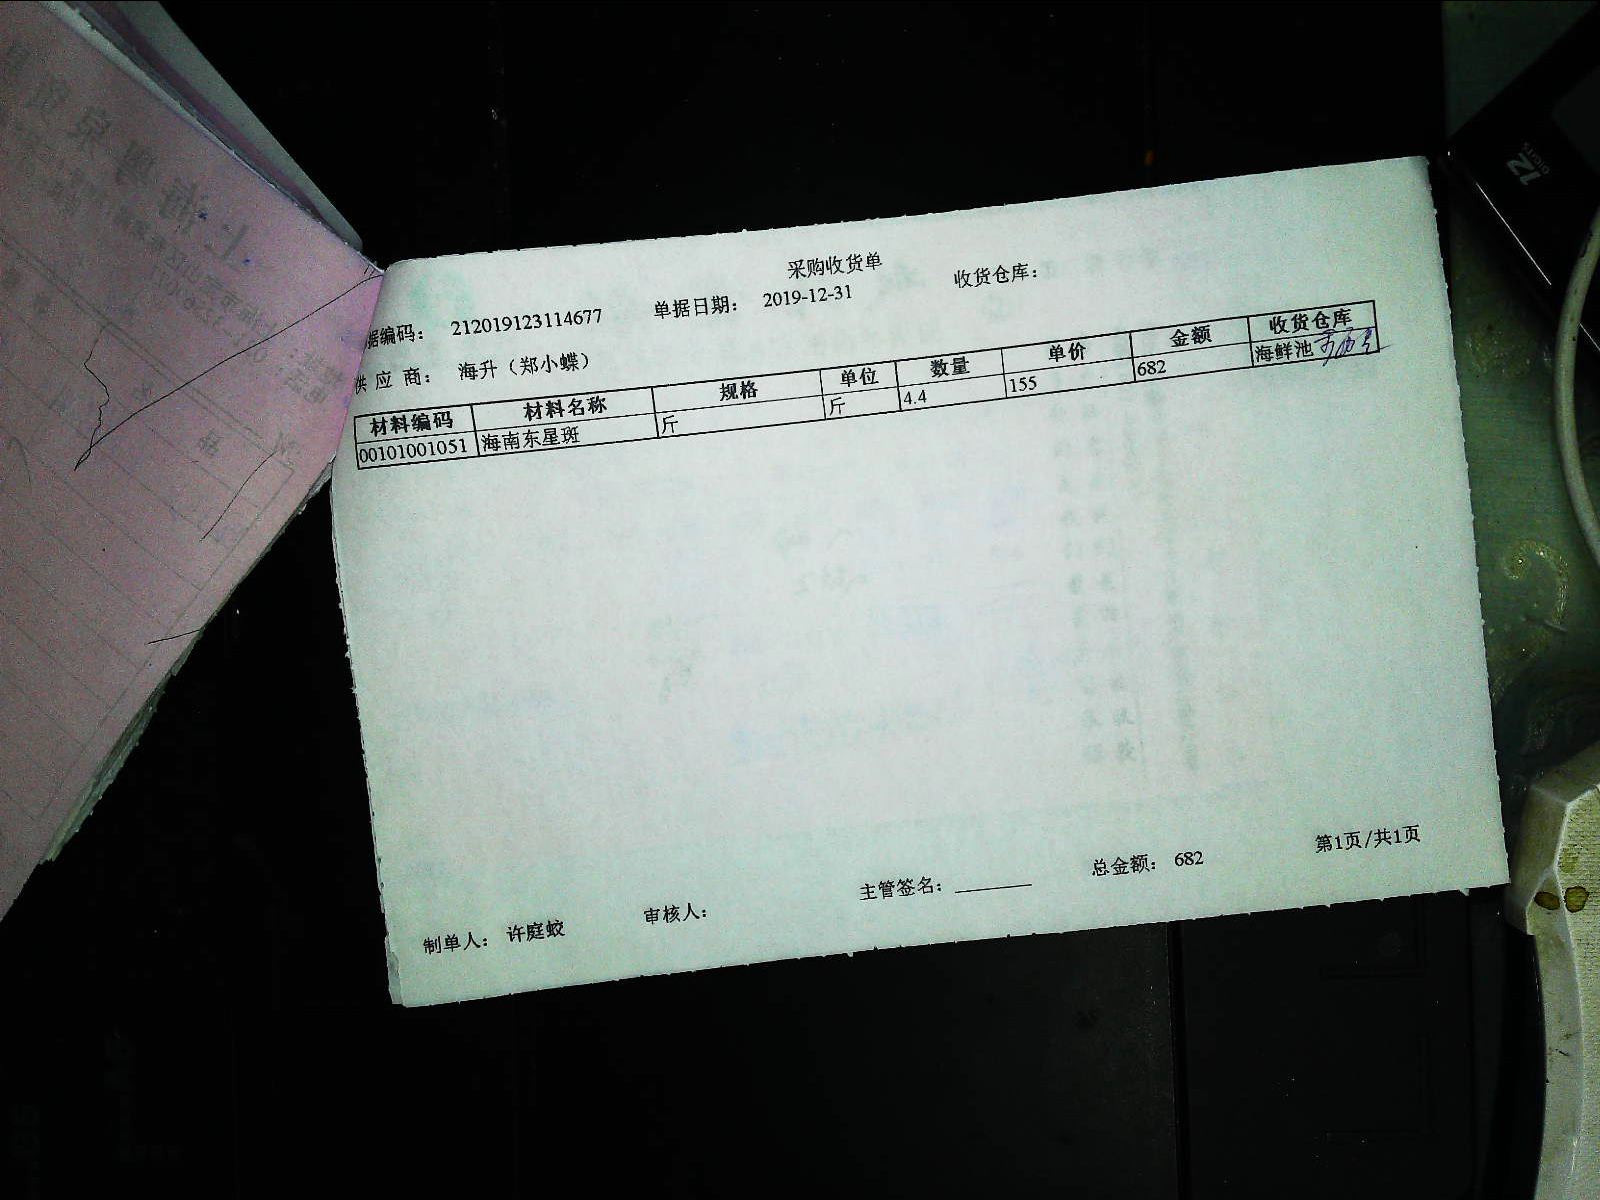 采购收货单
据编码： 212019123114677 单据日期： 2019-12-31 收货仓库：
供 应 商： 海升（郑小蝶）
材料编码 材料名称 规格 单位 数量 单价 金额 收货仓库
00101001051 海南东星斑 斤 斤 4.4 155 682 海鲜池
制单人： 许庭蛟 审核人： 主管签名： 总金额： 682 第1页/共1页
12 DIGITS